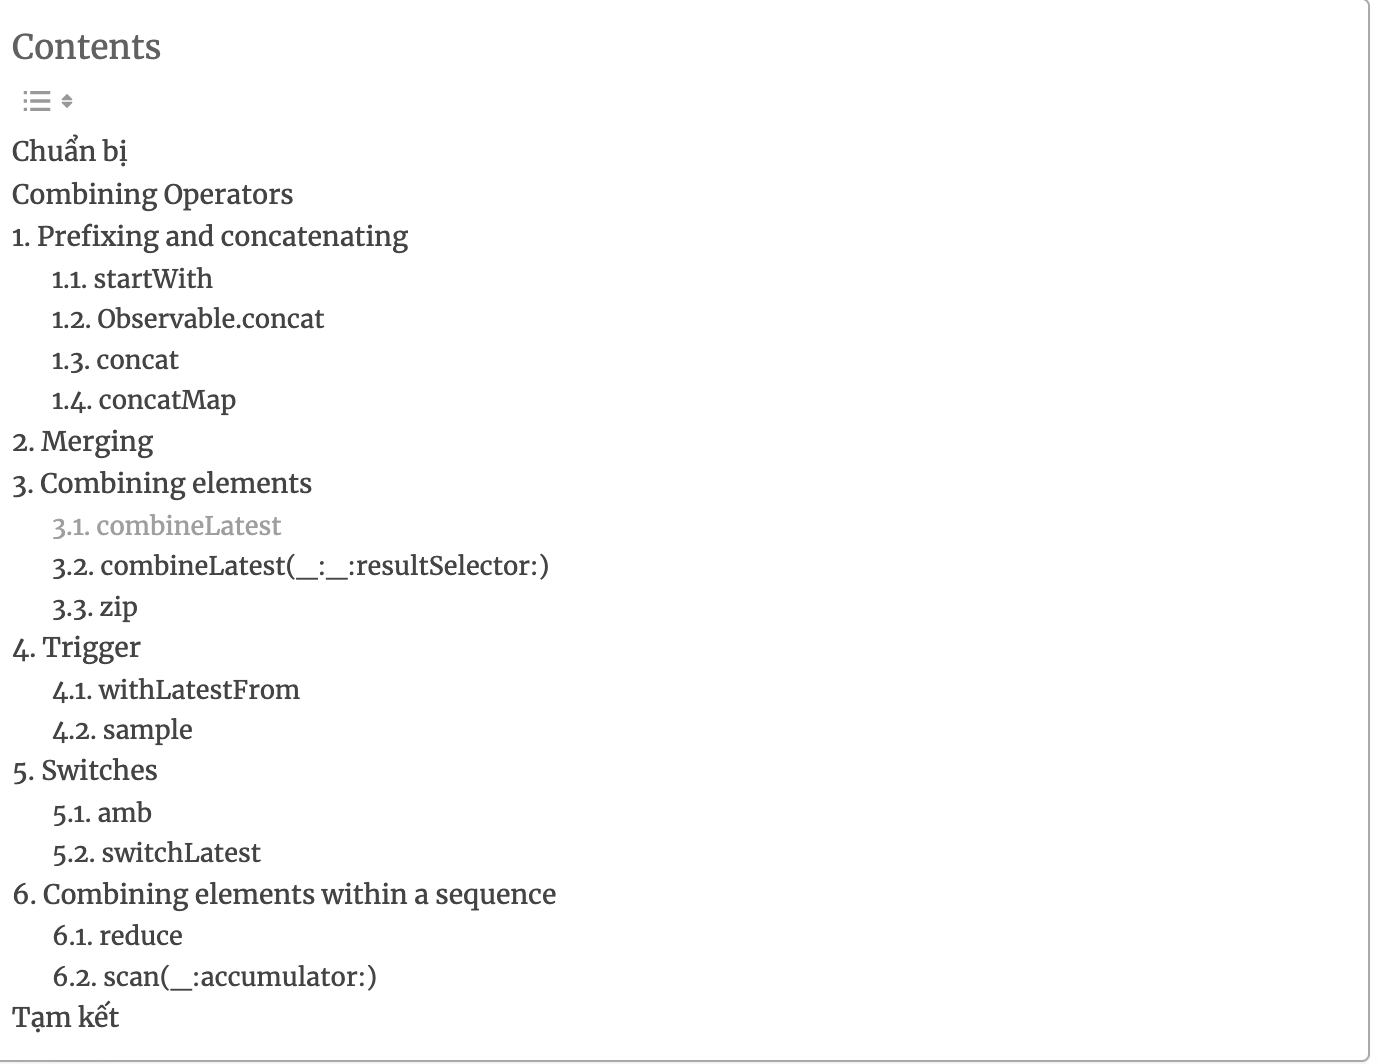 Contents
Chuẩn bị
Combining Operators
1. Prefixing and concatenating
1.1. startWith
1.2. Observable.concat
1.3. concat
1.4. concatMap
2. Merging
3. Combining elements
3.1. combineLatest
3.2. combineLatest(_:_:resultSelector:)
3.3. zip
4. Trigger
4.1. withLatestFrom
4.2. sample
5. Switches
5.1. amb
5.2. switchLatest
6. Combining elements within a sequence
6.1. reduce
6.2. scan(_:accumulator:)
Tạm kết